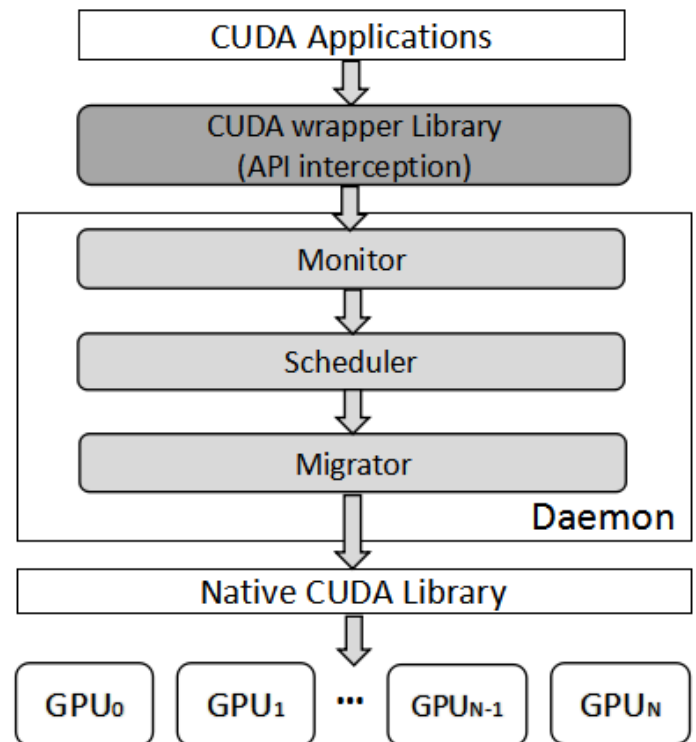 CUDA Applications
CUDA wrapper Library
(API interception)
Monitor
Scheduler
Migrator
Daemon
Native CUDA Library
GPU₀ GPU₁ ••• GPUN-1 GPUN